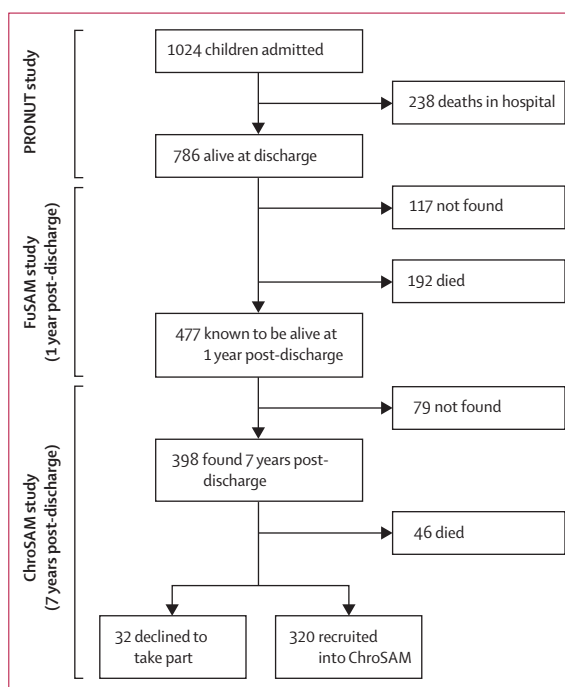 PRONUT study
1024 children admitted
238 deaths in hospital
786 alive at discharge
FuSAM study
(1 year post-discharge)
117 not found
192 died
477 known to be alive at
1 year post-discharge
ChroSAM study
(7 years post-discharge)
79 not found
398 found 7 years post-
discharge
46 died
32 declined to
take part
320 recruited
into ChroSAM